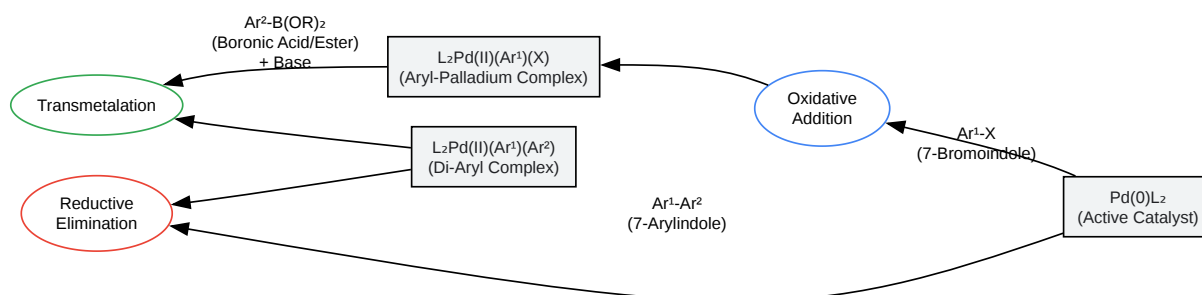 Ar²-B(OR)₂
(Boronic Acid/Ester)
+ Base
L₂Pd(II)(Ar¹)(X)
(Aryl-Palladium Complex)
Transmetalation
Oxidative
Addition
Ar¹-X
(7-Bromoindole)
L₂Pd(II)(Ar¹)(Ar²)
(Di-Aryl Complex)
Reductive
Elimination
Ar¹-Ar²
(7-Arylindole)
Pd(0)L₂
(Active Catalyst)